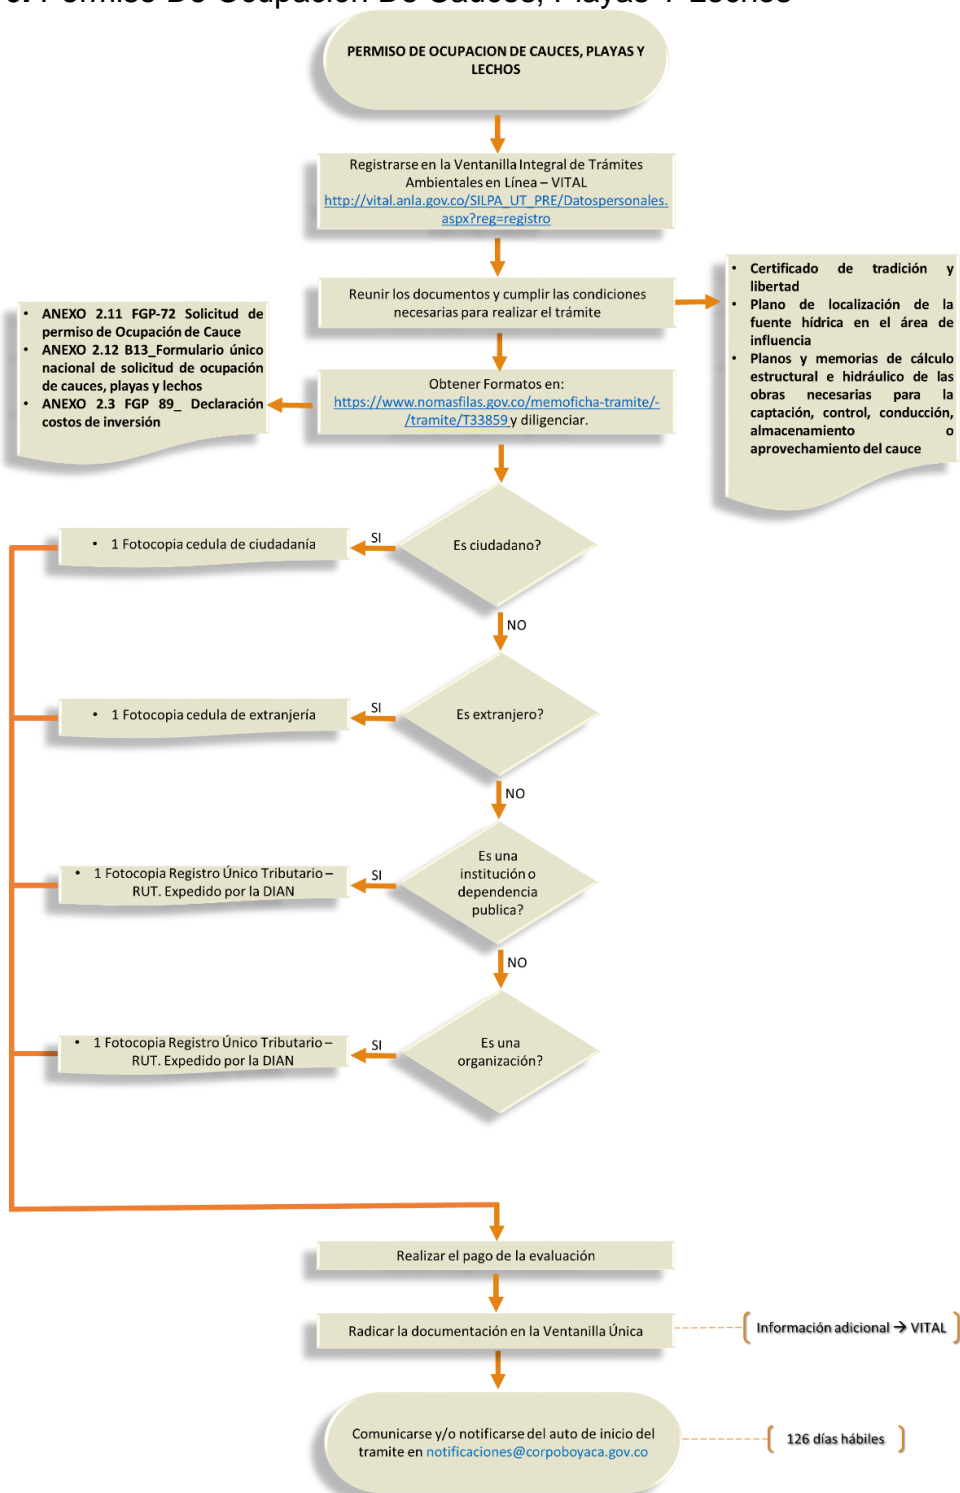 Permiso De Ocupación De Cauces, Playas Y Lechos
PERMISO DE OCUPACION DE CAUCES, PLAYAS Y
LECHOS
Registrarse en la Ventanilla Integral de Trámites
Ambientales en Línea – VITAL
http://vital.anla.gov.co/SILPA_UT_PRE/Datospersonales.
aspx?reg=registro
Reunir los documentos y cumplir las condiciones
necesarias para realizar el trámite
• Certificado de tradición y
libertad
• Plano de localización de la
fuente hídrica en el área de
influencia
• Planos y memorias de cálculo
estructural e hidráulico de las
obras necesarias para la
captación, control, conducción,
almacenamiento o
aprovechamiento del cauce
• ANEXO 2.11 FGP-72 Solicitud de
permiso de Ocupación de Cauce
• ANEXO 2.12 B13_Formulario único
nacional de solicitud de ocupación
de cauces, playas y lechos
• ANEXO 2.3 FGP 89_ Declaración
costos de inversión
Obtener Formatos en:
https://www.nomasfilas.gov.co/memoficha-tramite/-
/tramite/T33859 y diligenciar.
Es ciudadano?
SI
• 1 Fotocopia cedula de ciudadanía
NO
Es extranjero?
SI
• 1 Fotocopia cedula de extranjería
NO
Es una
institución o
dependencia
publica?
SI
• 1 Fotocopia Registro Único Tributario –
RUT. Expedido por la DIAN
NO
Es una
organización?
SI
• 1 Fotocopia Registro Único Tributario –
RUT. Expedido por la DIAN
Realizar el pago de la evaluación
Radicar la documentación en la Ventanilla Única
Información adicional → VITAL
Comunicarse y/o notificarse del auto de inicio del
tramite en notificaciones@corpoboyaca.gov.co
126 días hábiles